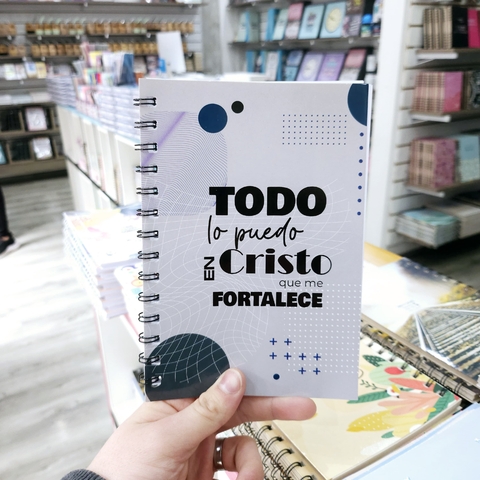 TODO
lo puedo
EN Cristo
que me
FORTALECE